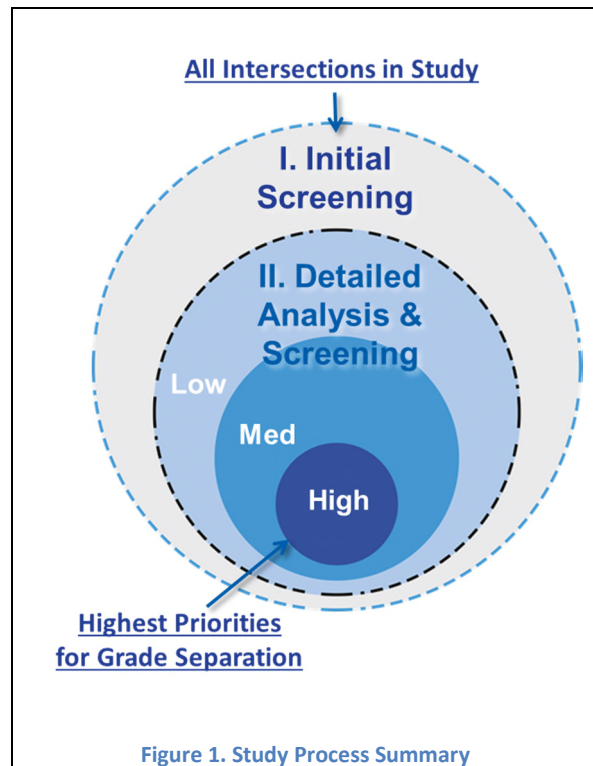 All Intersections in Study
I. Initial
Screening
II. Detailed
Analysis &
Screening
Low
Med
High
Highest Priorities
for Grade Separation
Figure 1. Study Process Summary